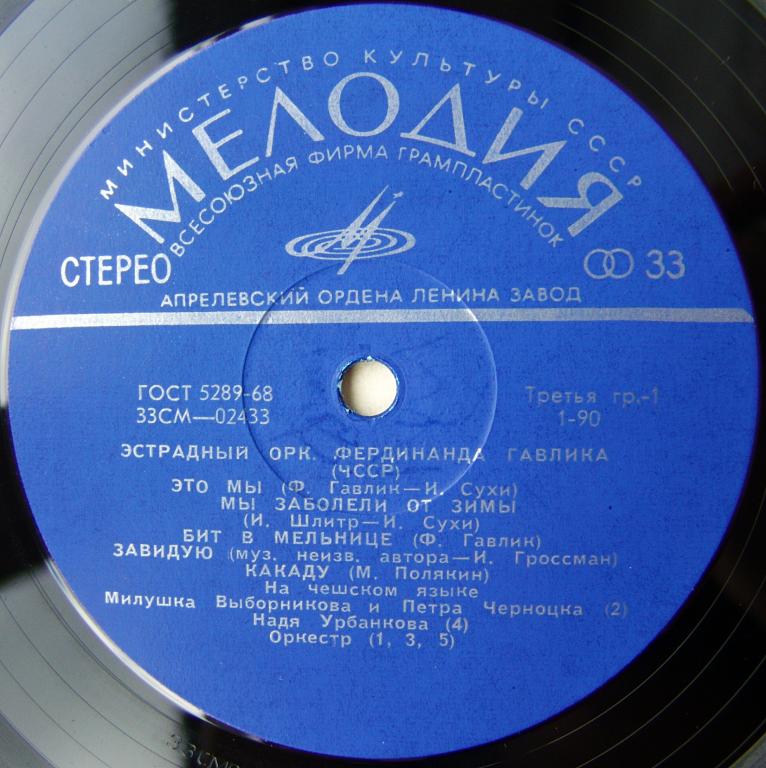 МИНИСТЕРСТВО КУЛЬТУРЫ СССР
МЕЛОДИЯ
ВСЕСОЮЗНАЯ ФИРМА ГРАМПЛАСТИНОК
СТЕРЕО
33
АПРЕЛЕВСКИЙ ОРДЕНА ЛЕНИНА ЗАВОД
ГОСТ 5289-68
Третья гр.-1
33СМ—02433
1-90
ЭСТРАДНЫЙ ОРК. ФЕРДИНАНДА ГАВЛИКА
(ЧССР)
ЭТО МЫ (Ф. Гавлик—И. Сухи)
МЫ ЗАБОЛЕЛИ ОТ ЗИМЫ
(И. Шлитр—И. Сухи)
БИТ В МЕЛЬНИЦЕ (Ф. Гавлик)
ЗАВИДУЮ (муз. неизв. автора—И. Гроссман)
КАКАДУ (М. Полякин)
На чешском языке
Милушка Выборникова и Петра Черноцка (2)
Надя Урбанкова (4)
Оркестр (1, 3, 5)